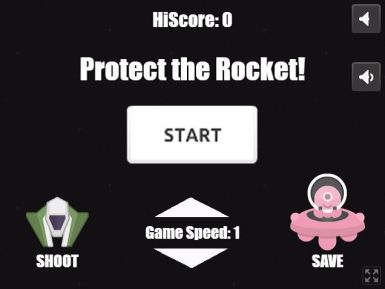 HiScore: 0
Protect the Rocket!
START
Game Speed: 1
SHOOT
SAVE